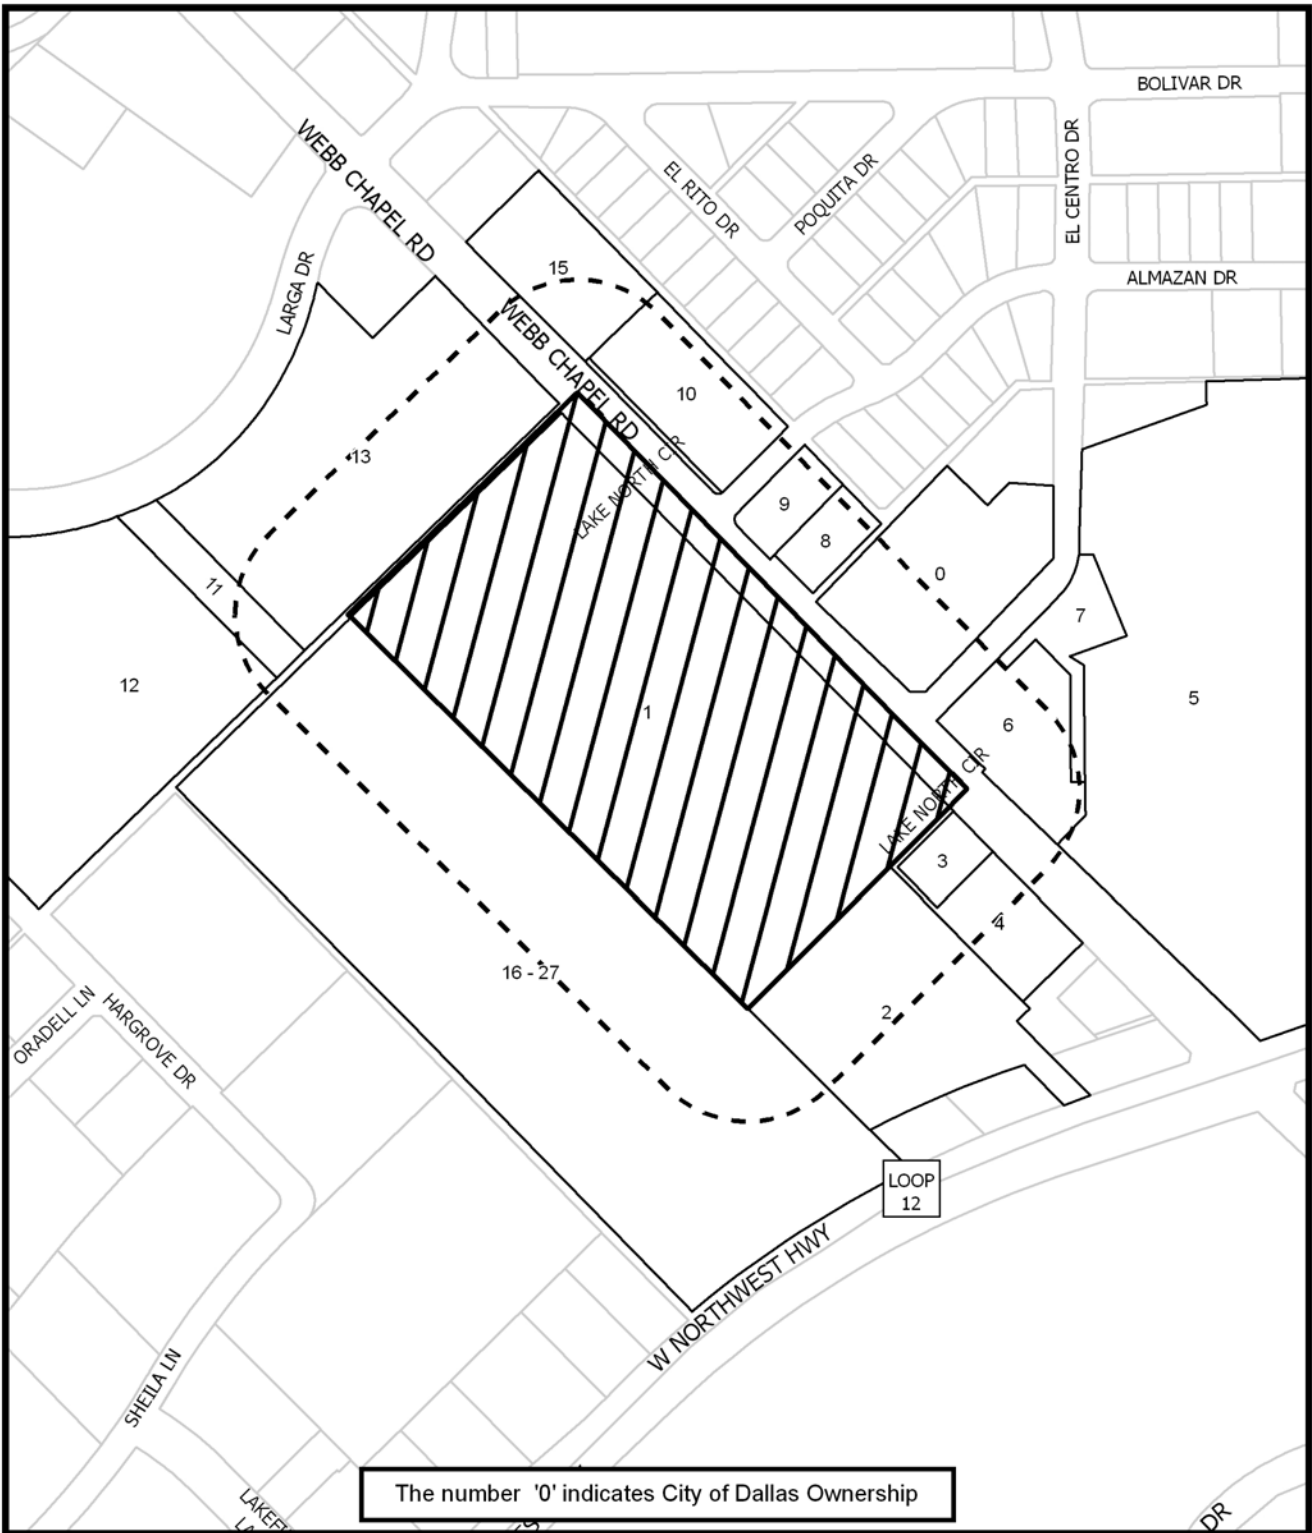 BOLIVAR DR
WEBB CHAPEL RD
EL RITO DR
POQUITA DR
EL CENTRO DR
LARGA DR
ALMAZAN DR
15
WEBB CHAPEL RD
10
13
LAKE NORTH CIR
9
8
0
11
7
12
1
6
5
LAKE NORTH CIR
3
4
16 - 27
2
ORADELL LN
HARGROVE DR
LOOP
12
W NORTHWEST HWY
SHEILA LN
The number '0' indicates City of Dallas Ownership
DR